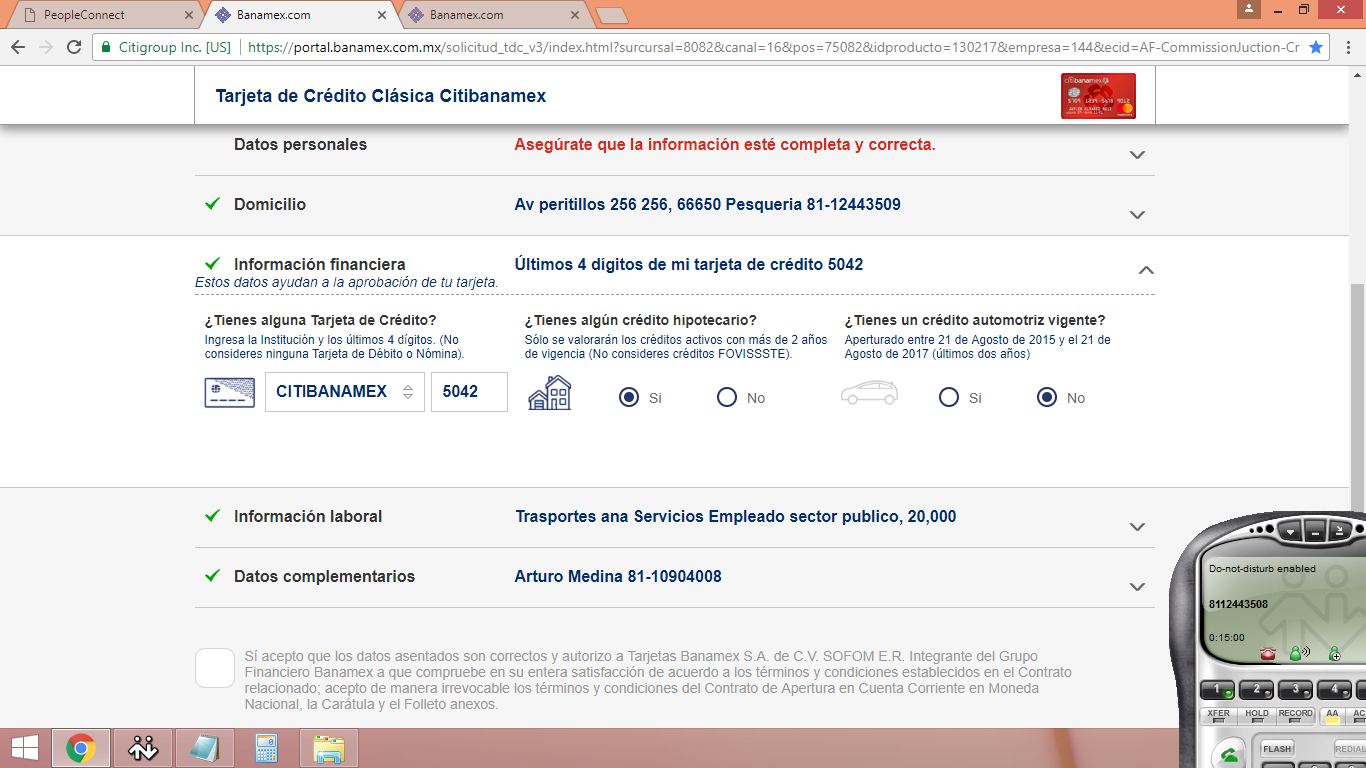 PeopleConnect
Banamex.com
Banamex.com
Citigroup Inc. [US]
https://portal.banamex.com.mx/solicitud_tdc_v3/index.html?surcursal=8082&canal=16&pos=75082&idproducto=130217&empresa=144&ecid=AF-CommissionJuction-Cr
Tarjeta de Crédito Clásica Citibanamex
citibanamex
Datos personales
Asegúrate que la información esté completa y correcta.
Domicilio
Av peritillos 256 256, 66650 Pesqueria 81-12443509
Información financiera
Últimos 4 dígitos de mi tarjeta de crédito 5042
Estos datos ayudan a la aprobación de tu tarjeta.
¿Tienes alguna Tarjeta de Crédito?
Ingresa la Institución y los últimos 4 dígitos. (No
consideres ninguna Tarjeta de Débito o Nómina).
CITIBANAMEX
5042
¿Tienes algún crédito hipotecario?
Sólo se valorarán los créditos activos con más de 2 años
de vigencia (No consideres créditos FOVISSSTE).
Si
No
¿Tienes un crédito automotriz vigente?
Aperturado entre 21 de Agosto de 2015 y el 21 de
Agosto de 2017 (últimos dos años)
Si
No
Información laboral
Trasportes ana Servicios Empleado sector publico, 20,000
Datos complementarios
Arturo Medina 81-10904008
Sí acepto que los datos asentados son correctos y autorizo a Tarjetas Banamex S.A. de C.V. SOFOM E.R. Integrante del Grupo
Financiero Banamex a que compruebe en su entera satisfacción de acuerdo a los términos y condiciones establecidos en el Contrato
relacionado; acepto de manera irrevocable los términos y condiciones del Contrato de Apertura en Cuenta Corriente en Moneda
Nacional, la Carátula y el Folleto anexos.
Do-not-disturb enabled
8112443508
0:15:00
1 2 3 4
XFER HOLD RECORD AA AC
FLASH REDIAL